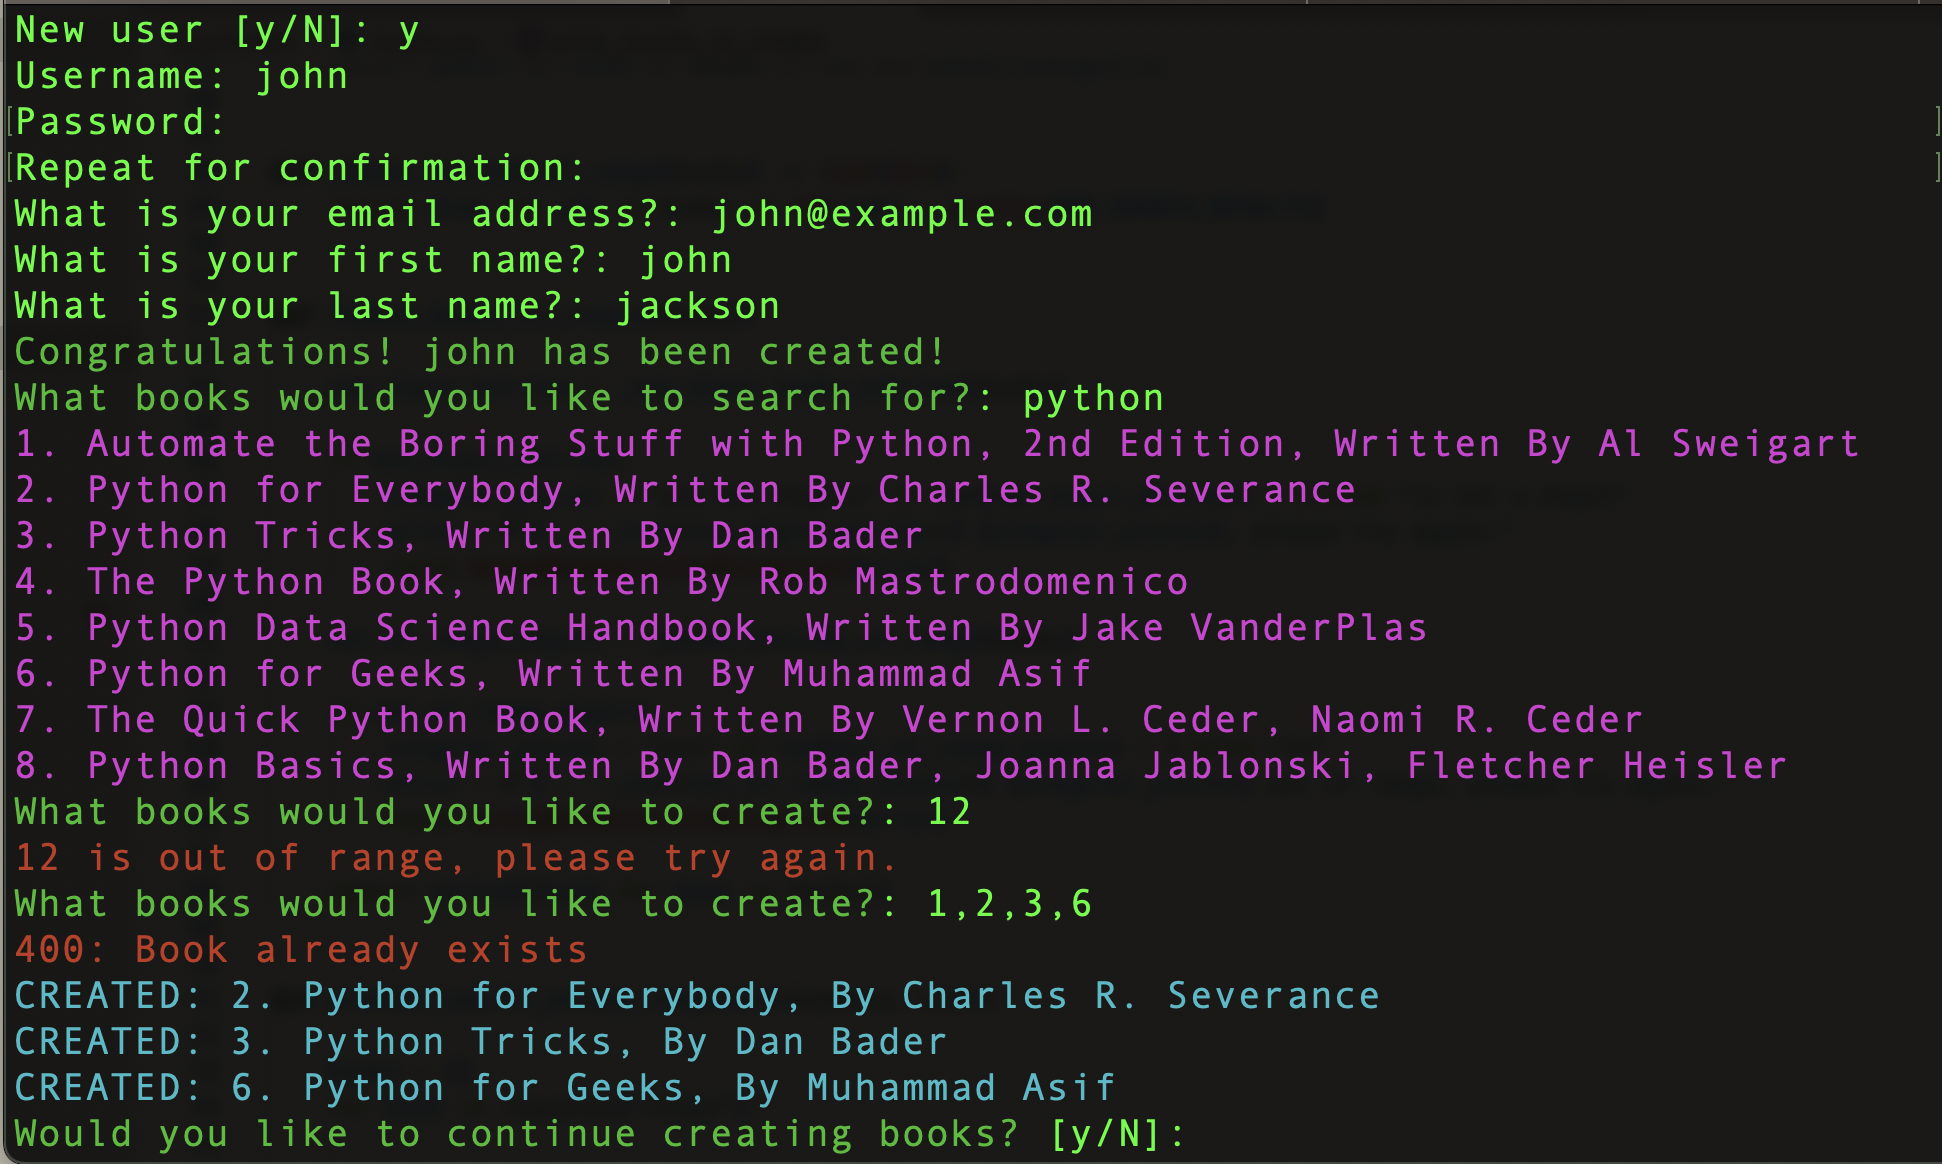 New user [y/N]: y
Username: john
[Password: ]
[Repeat for confirmation: ]
What is your email address?: john@example.com
What is your first name?: john
What is your last name?: jackson
Congratulations! john has been created!
What books would you like to search for?: python
1. Automate the Boring Stuff with Python, 2nd Edition, Written By Al Sweigart
2. Python for Everybody, Written By Charles R. Severance
3. Python Tricks, Written By Dan Bader
4. The Python Book, Written By Rob Mastrodomenico
5. Python Data Science Handbook, Written By Jake VanderPlas
6. Python for Geeks, Written By Muhammad Asif
7. The Quick Python Book, Written By Vernon L. Ceder, Naomi R. Ceder
8. Python Basics, Written By Dan Bader, Joanna Jablonski, Fletcher Heisler
What books would you like to create?: 12
12 is out of range, please try again.
What books would you like to create?: 1,2,3,6
400: Book already exists
CREATED: 2. Python for Everybody, By Charles R. Severance
CREATED: 3. Python Tricks, By Dan Bader
CREATED: 6. Python for Geeks, By Muhammad Asif
Would you like to continue creating books? [y/N]: